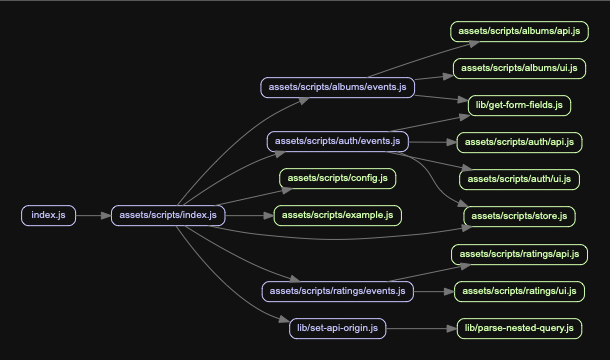 assets/scripts/albums/api.js
assets/scripts/albums/ui.js
assets/scripts/albums/events.js
lib/get-form-fields.js
assets/scripts/auth/events.js
assets/scripts/auth/api.js
assets/scripts/config.js
assets/scripts/auth/ui.js
index.js
assets/scripts/index.js
assets/scripts/example.js
assets/scripts/store.js
assets/scripts/ratings/api.js
assets/scripts/ratings/events.js
assets/scripts/ratings/ui.js
lib/set-api-origin.js
lib/parse-nested-query.js